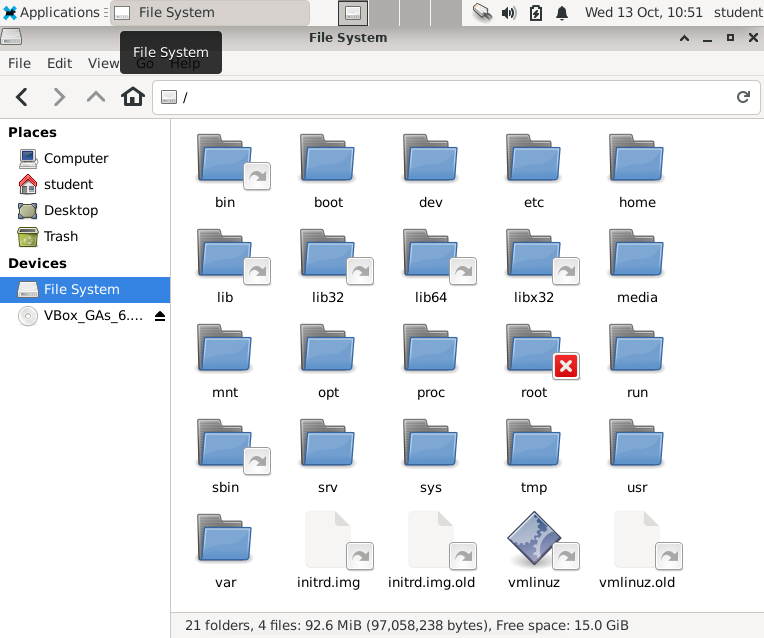 Applications
File System
Wed 13 Oct, 10:51
student
File System
File System
File Edit View Go Help
/
Places
Computer
student
Desktop
Trash
Devices
File System
VBox_GAs_6....
bin boot dev etc home
lib lib32 lib64 libx32 media
mnt opt proc root run
sbin srv sys tmp usr
var initrd.img initrd.img.old vmlinuz vmlinuz.old
21 folders, 4 files: 92.6 MiB (97,058,238 bytes), Free space: 15.0 GiB